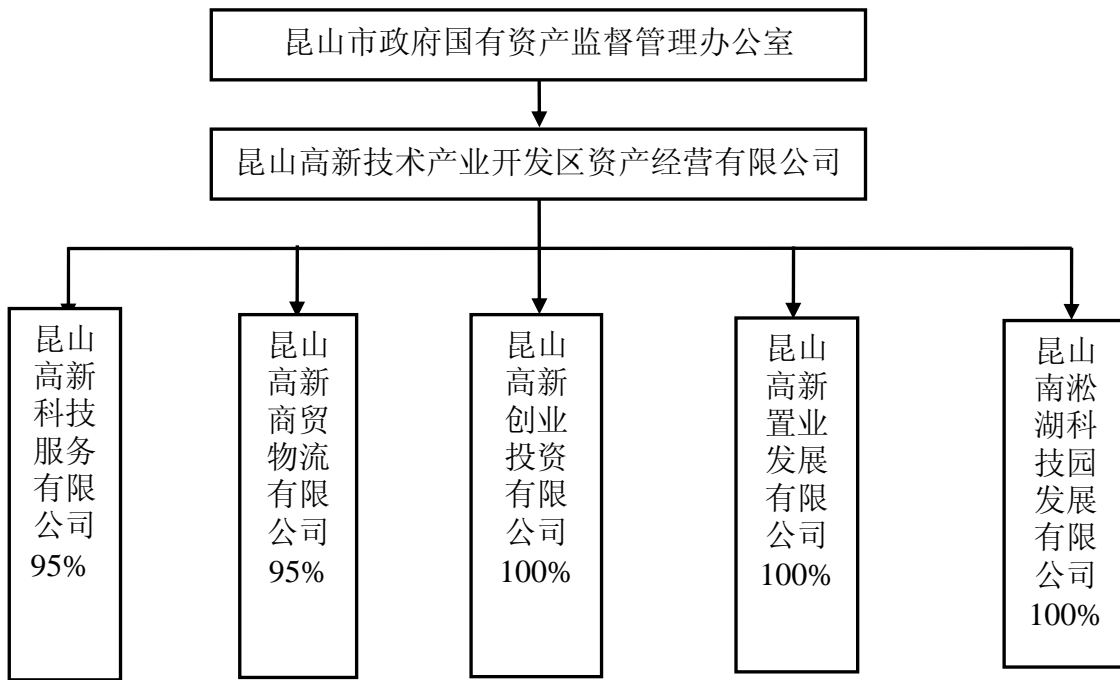 昆山市政府国有资产监督管理办公室
昆山高新技术产业开发区资产经营有限公司
昆山
高新
科技
服务
有限
公司
95%
昆山
高新
商贸
物流
有限
公司
95%
昆山
高新
创业
投资
有限
公司
100%
昆山
高新
置业
发展
有限
公司
100%
昆山
南淞
湖科
技园
发展
有限
公司
100%